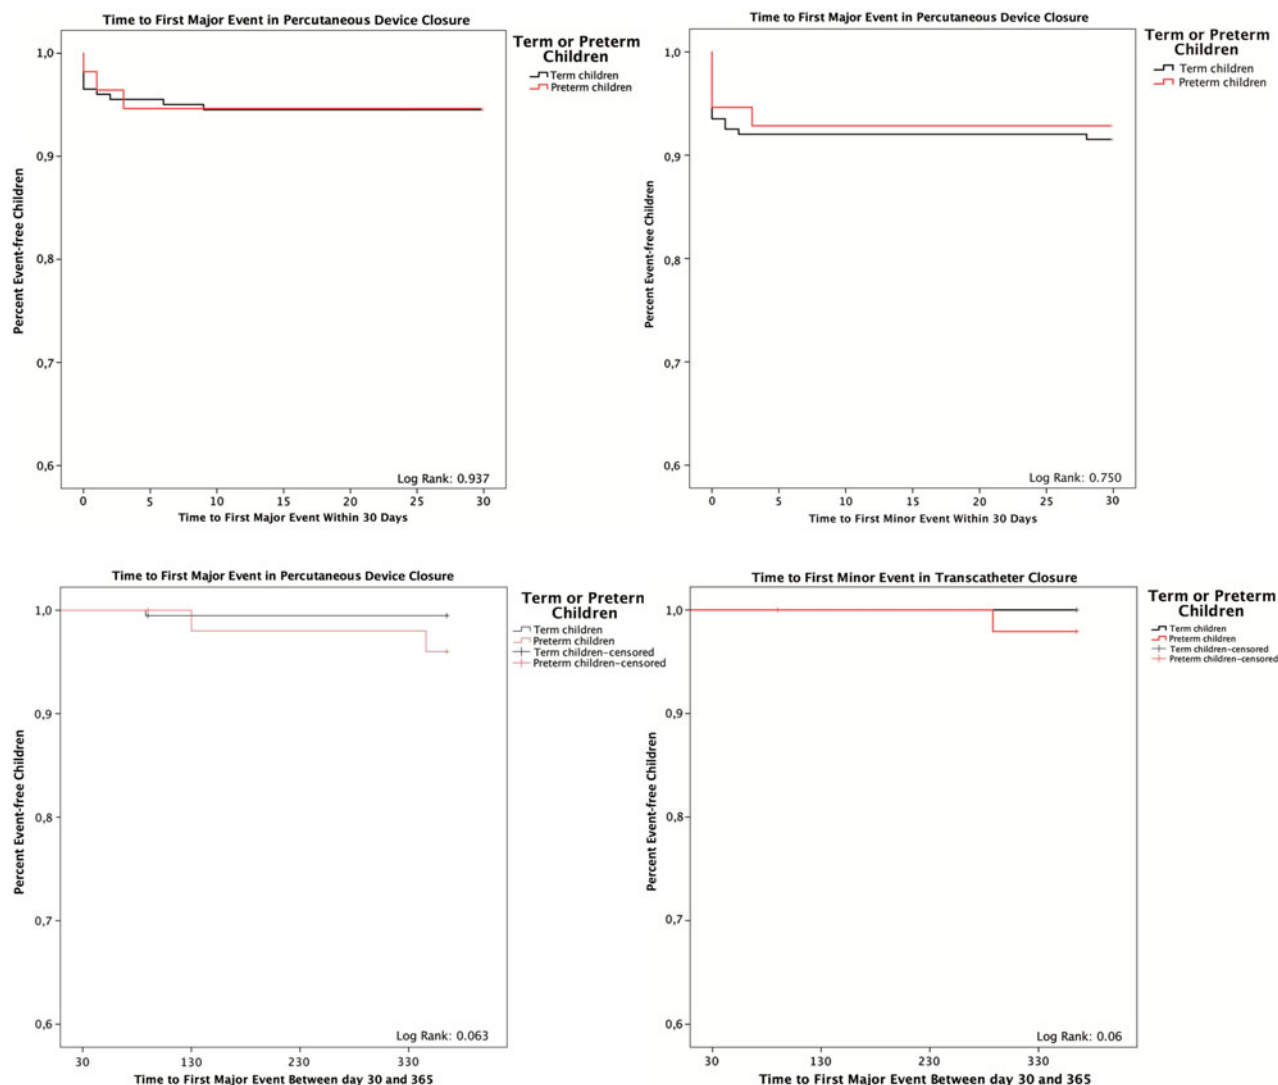 Time to First Major Event in Percutaneous Device Closure
Term or Preterm
Children
Term children
Preterm children
Percent Event-free Children
1,0
0,9
0,8
0,7
0,6
Log Rank: 0.937
0 5 10 15 20 25 30
Time to First Major Event Within 30 Days
Time to First Major Event in Percutaneous Device Closure
Term or Preterm
Children
Term children
Preterm children
Percent Event-free Children
1,0
0,9
0,8
0,7
0,6
Log Rank: 0.750
0 5 10 15 20 25 30
Time to First Minor Event Within 30 Days
Time to First Major Event in Percutaneous Device Closure
Term or Pretern
Children
Term children
Preterm children
Term children-censored
Preterm children-censored
Percent Event-free Children
1,0
0,9
0,8
0,7
0,6
Log Rank: 0.063
30 130 230 330
Time to First Major Event Between day 30 and 365
Time to First Minor Event in Transcatheter Closure
Term or Preterm
Children
Term children
Preterm children
Term children-censored
Preterm children-censored
Percent Event-free Children
1,0
0,9
0,8
0,7
0,6
Log Rank: 0.06
30 130 230 330
Time to First Major Event Between day 30 and 365